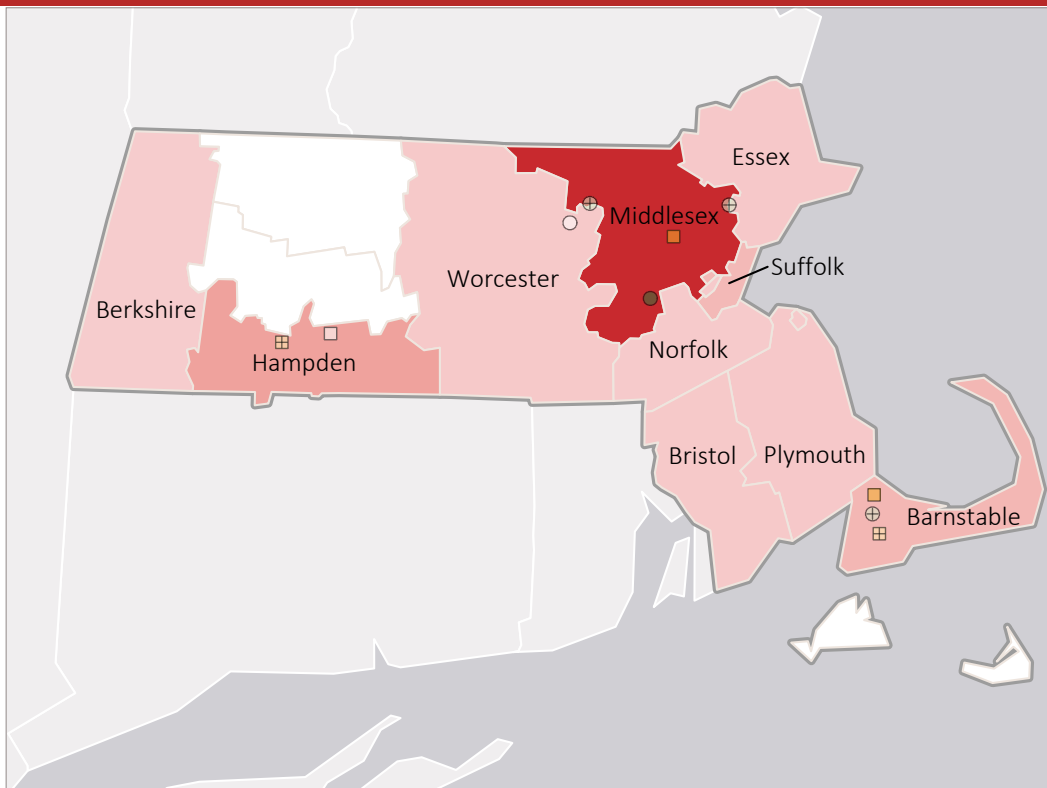 Essex
Middlesex
Suffolk
Worcester
Berkshire
Norfolk
Hampden
Bristol
Plymouth
Barnstable